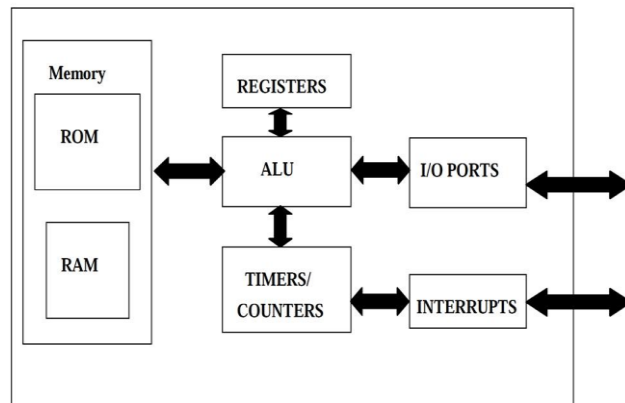 Memory
ROM
RAM
REGISTERS
ALU
TIMERS/
COUNTERS
I/O PORTS
INTERRUPTS